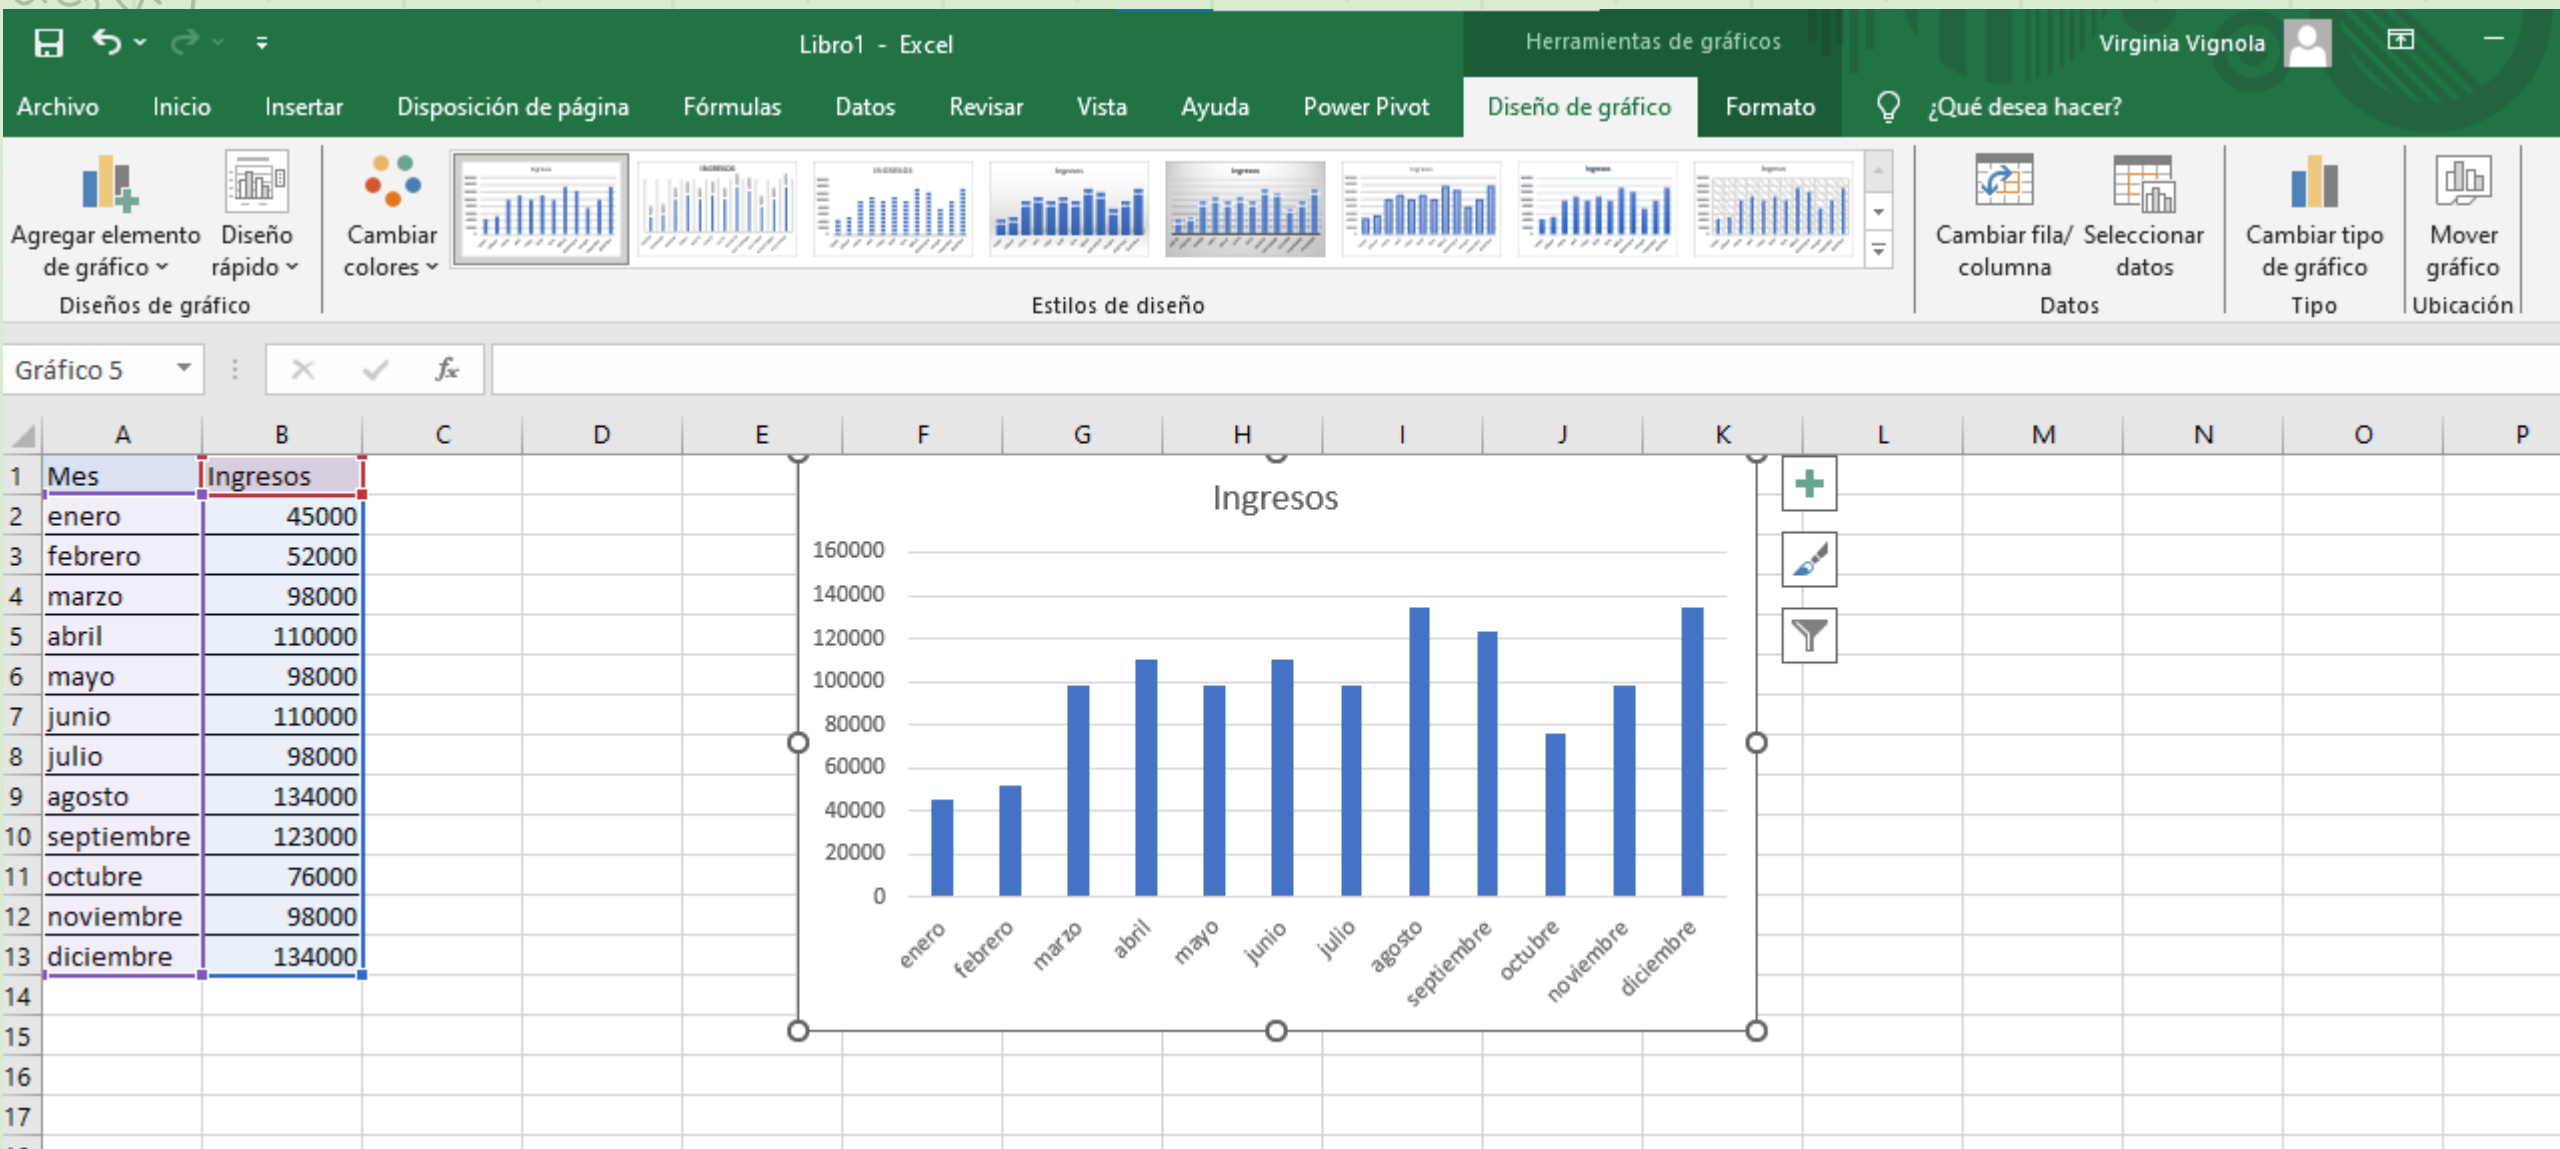 Libro1 - Excel
Herramientas de gráficos
Virginia Vignola
Archivo Inicio Insertar Disposición de página Fórmulas Datos Revisar Vista Ayuda Power Pivot Diseño de gráfico Formato ¿Qué desea hacer?
Agregar elemento de gráfico
Diseño rápido
Cambiar colores
Cambiar fila/ columna
Seleccionar datos
Cambiar tipo de gráfico
Mover gráfico
Diseños de gráfico
Estilos de diseño
Datos
Tipo
Ubicación
Gráfico 5
fx
A B C D E F G H I J K L M N O P
1 Mes Ingresos
2 enero 45000
3 febrero 52000
4 marzo 98000
5 abril 110000
6 mayo 98000
7 junio 110000
8 julio 98000
9 agosto 134000
10 septiembre 123000
11 octubre 76000
12 noviembre 98000
13 diciembre 134000
14
15
16
17
Ingresos
160000
140000
120000
100000
80000
60000
40000
20000
0
enero febrero marzo abril mayo junio julio agosto septiembre octubre noviembre diciembre